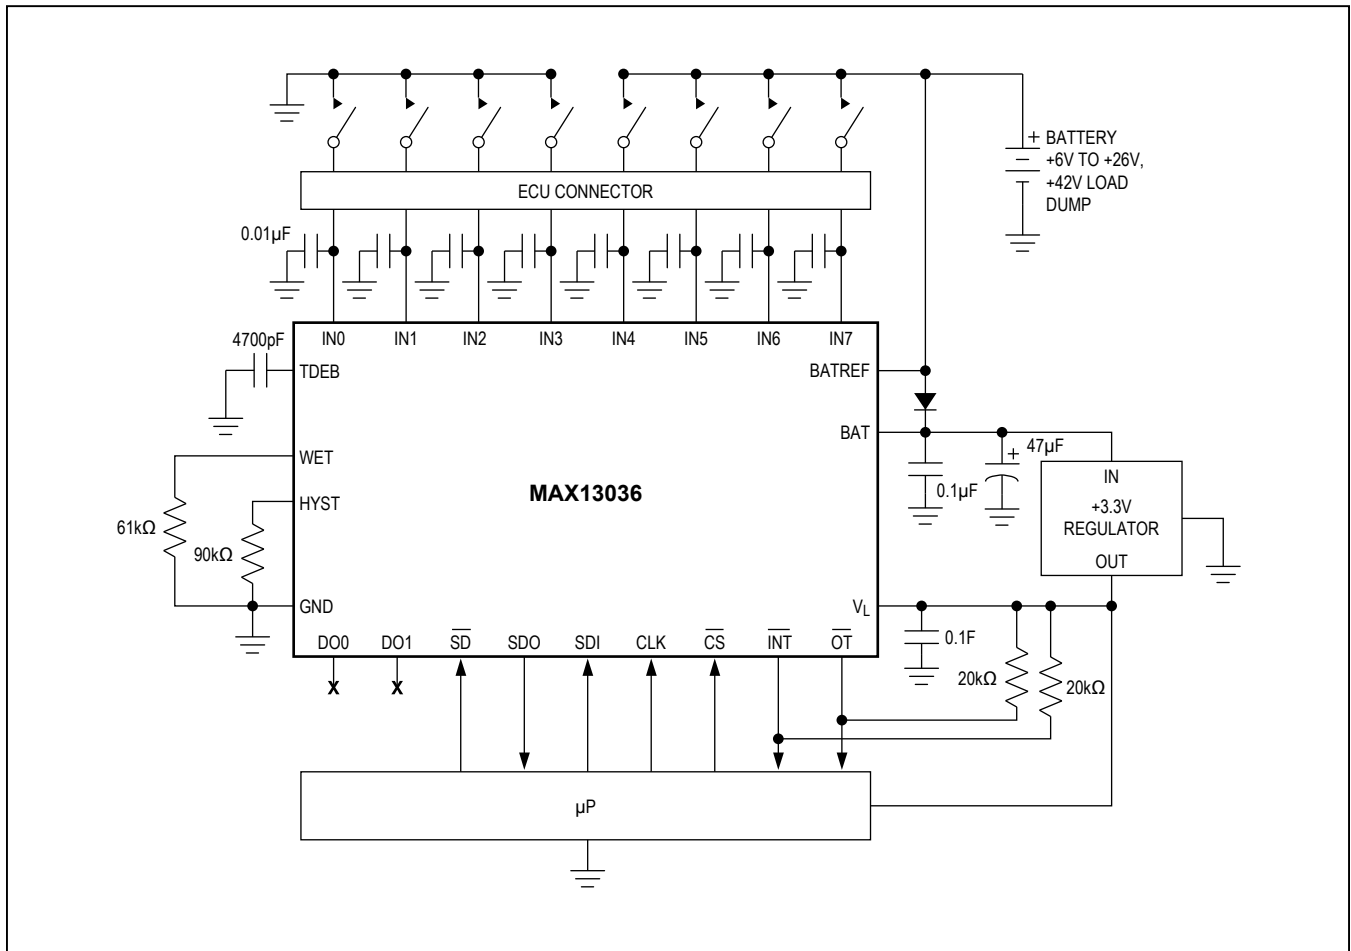 + BATTERY
+6V TO +26V,
+42V LOAD
DUMP
ECU CONNECTOR
0.01µF
IN0 IN1 IN2 IN3 IN4 IN5 IN6 IN7
4700pF
TDEB
BATREF
BAT
+
47µF
0.1µF
WET
HYST
MAX13036
IN
+3.3V
REGULATOR
OUT
61kΩ
90kΩ
GND
VL
0.1F
DO0 DO1 SD SDO SDI CLK CS INT OT
20kΩ
20kΩ
X X
µP